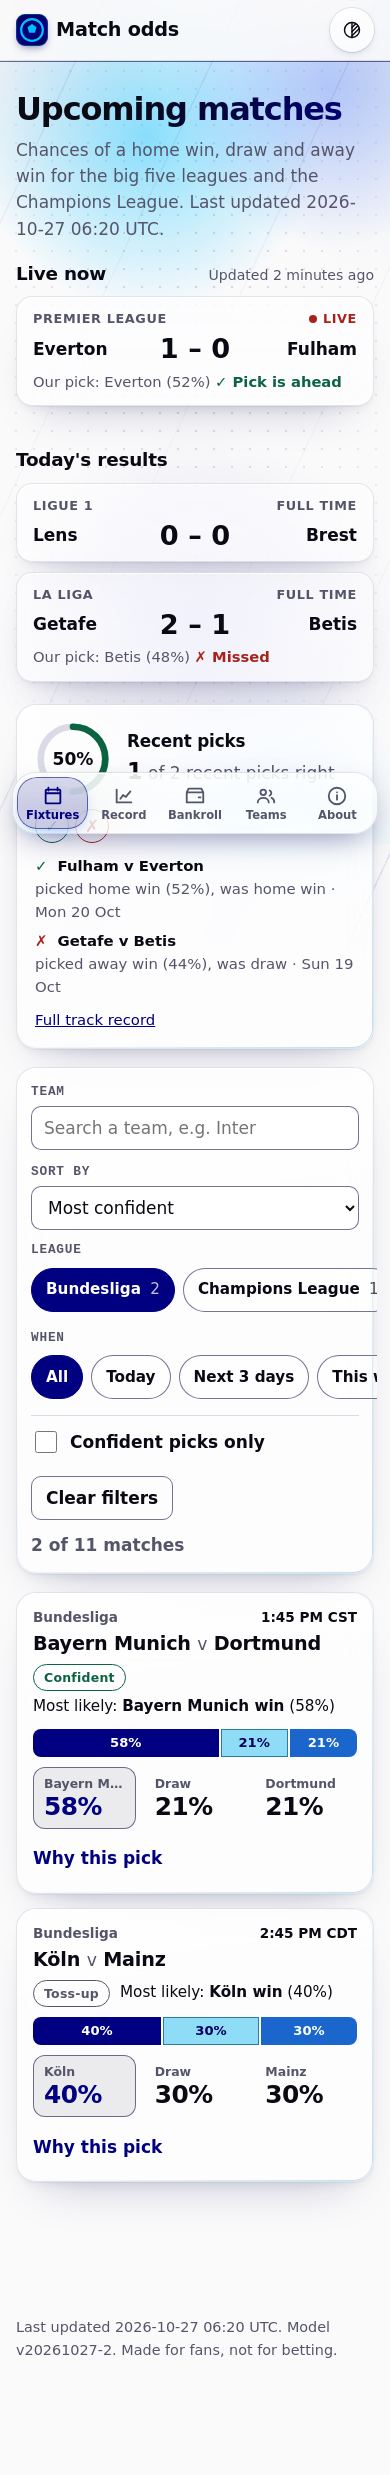 Match odds
Upcoming matches
Chances of a home win, draw and away
win for the big five leagues and the
Champions League. Last updated 2026-
10-27 06:20 UTC.
Live now
Updated 2 minutes ago
PREMIER LEAGUE
LIVE
Everton 1 – 0 Fulham
Our pick: Everton (52%) ✓ Pick is ahead
Today's results
LIGUE 1
FULL TIME
Lens 0 – 0 Brest
LA LIGA
FULL TIME
Getafe 2 – 1 Betis
Our pick: Betis (48%) ✗ Missed
50%
Recent picks
1 of 2 recent picks right
Fixtures
Record
Bankroll
Teams
About
✓ ✗
✓ Fulham v Everton
picked home win (52%), was home win ·
Mon 20 Oct
✗ Getafe v Betis
picked away win (44%), was draw · Sun 19
Oct
Full track record
TEAM
Search a team, e.g. Inter
SORT BY
Most confident
LEAGUE
Bundesliga 2
Champions League 1
WHEN
All
Today
Next 3 days
This
Confident picks only
Clear filters
2 of 11 matches
Bundesliga
1:45 PM CST
Bayern Munich v Dortmund
Confident
Most likely: Bayern Munich win (58%)
58% 21% 21%
Bayern M… Draw Dortmund
58% 21% 21%
Why this pick
Bundesliga
2:45 PM CDT
Köln v Mainz
Toss-up
Most likely: Köln win (40%)
40% 30% 30%
Köln Draw Mainz
40% 30% 30%
Why this pick
Last updated 2026-10-27 06:20 UTC. Model
v20261027-2. Made for fans, not for betting.